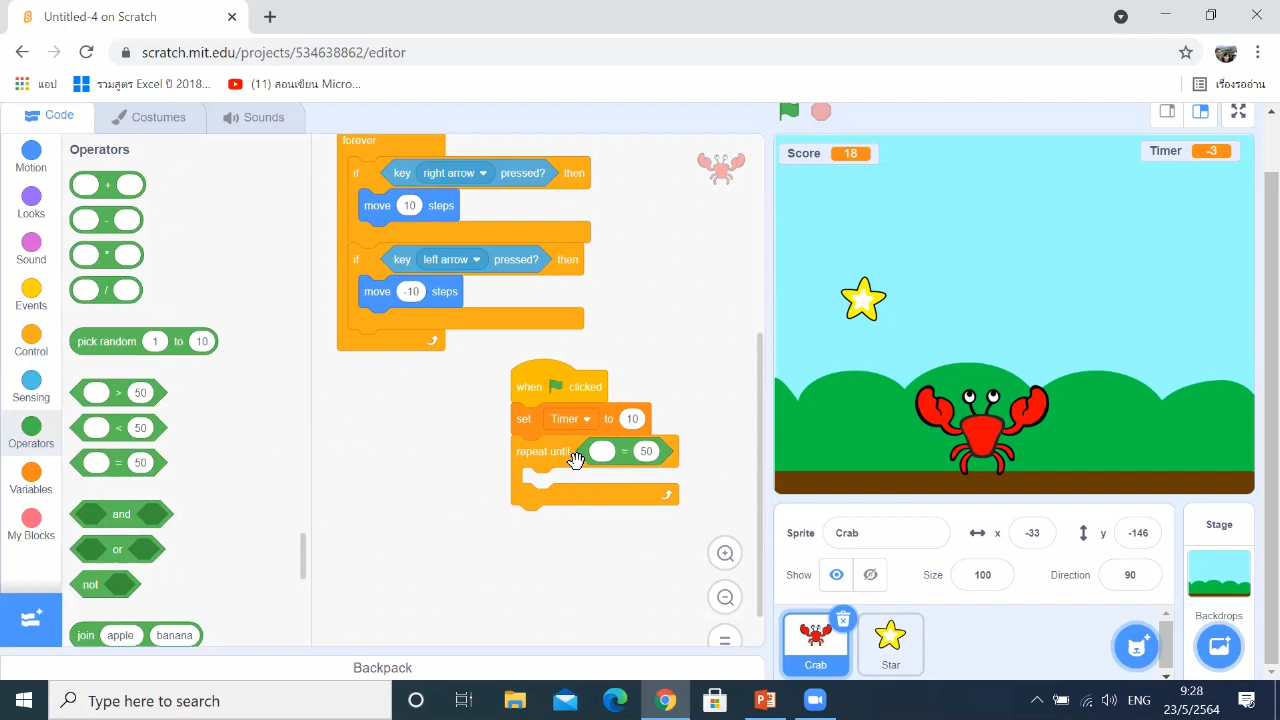 Untitled-4 on Scratch
scratch.mit.edu/projects/534638862/editor
แอป
รวมสูตร Excel ปี 2018...
(11) สอนเขียน Micro...
เรื่องรออ่าน
Code
Costumes
Sounds
Motion
Looks
Sound
Events
Control
Sensing
Operators
Variables
My Blocks
Operators
+
-
*
/
pick random 1 to 10
> 50
< 50
= 50
and
or
not
join apple banana
forever
if key right arrow pressed? then
move 10 steps
if key left arrow pressed? then
move -10 steps
when clicked
set Timer to 10
repeat until = 50
Backpack
Score 18
Timer -3
Sprite Crab x -33 y -146
Show Size 100 Direction 90
Crab
Star
Stage
Backdrops
Type here to search
ENG
9:28
23/5/2564